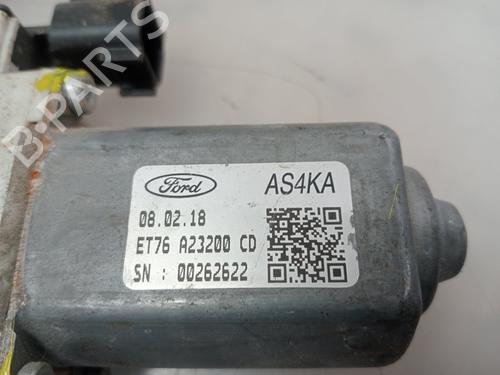 B-PARTS
Ford AS4KA
08.02.18
ET76 A23200 CD
SN : 00262622